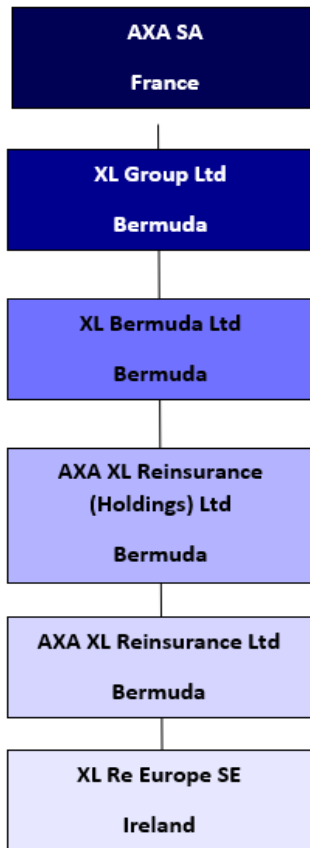 AXA SA
France
XL Group Ltd
Bermuda
XL Bermuda Ltd
Bermuda
AXA XL Reinsurance
(Holdings) Ltd
Bermuda
AXA XL Reinsurance Ltd
Bermuda
XL Re Europe SE
Ireland